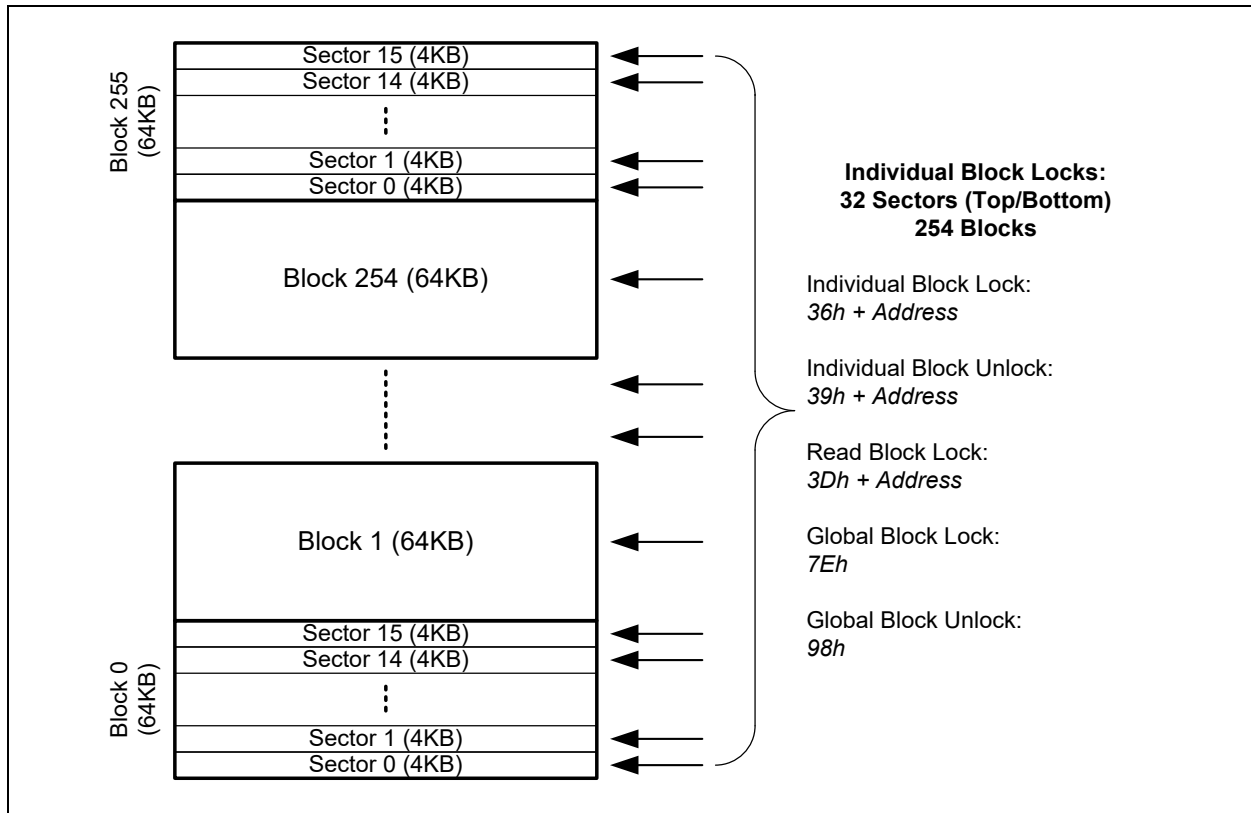 Block 255
(64KB)
Sector 15 (4KB)
Sector 14 (4KB)
Sector 1 (4KB)
Sector 0 (4KB)
Block 254 (64KB)
Block 1 (64KB)
Block 0
(64KB)
Sector 15 (4KB)
Sector 14 (4KB)
Sector 1 (4KB)
Sector 0 (4KB)
Individual Block Locks:
32 Sectors (Top/Bottom)
254 Blocks
Individual Block Lock:
36h + Address
Individual Block Unlock:
39h + Address
Read Block Lock:
3Dh + Address
Global Block Lock:
7Eh
Global Block Unlock:
98h